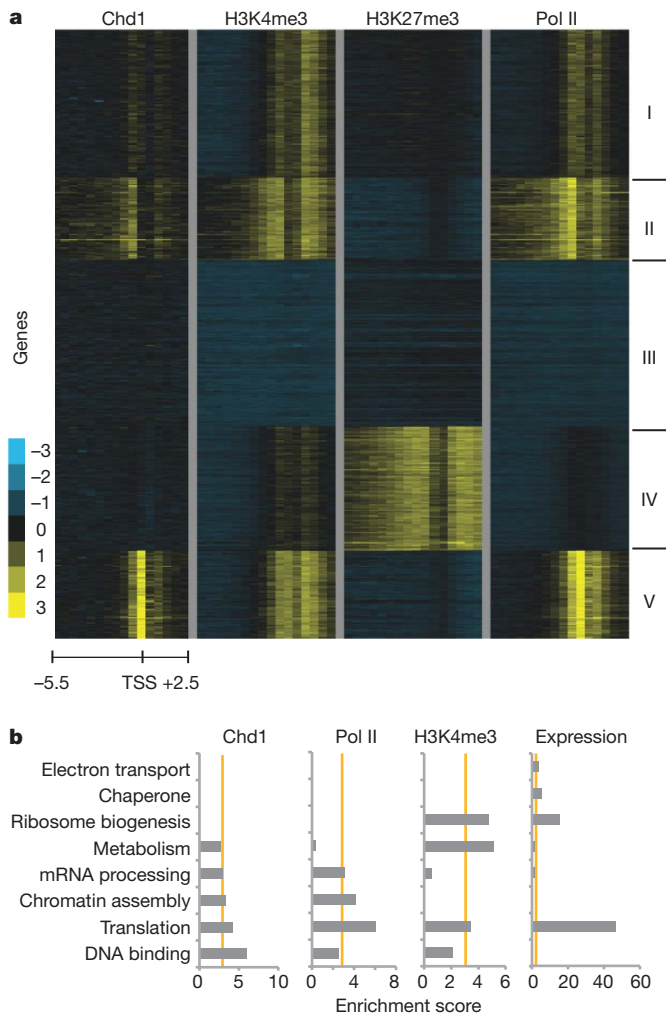 a
Chd1 H3K4me3 H3K27me3 Pol II
I
II
III
IV
V
Genes
–3
–2
–1
0
1
2
3
–5.5 TSS +2.5
b
Chd1 Pol II H3K4me3 Expression
Electron transport
Chaperone
Ribosome biogenesis
Metabolism
mRNA processing
Chromatin assembly
Translation
DNA binding
0 5 10 0 4 8 0 2 4 6 0 20 40 60
Enrichment score